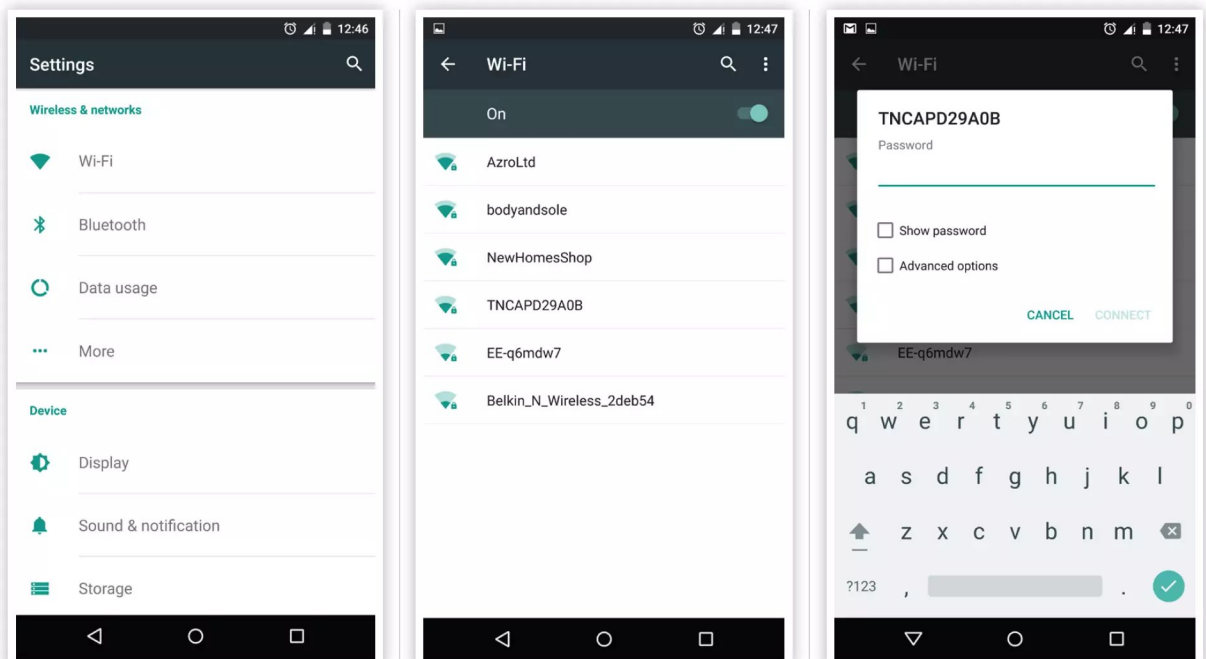 12:46
Settings
Wireless & networks
Wi-Fi
Bluetooth
Data usage
More
Device
Display
Sound & notification
Storage
12:47
Wi-Fi
On
AzroLtd
bodyandsole
NewHomesShop
TNCAPD29A0B
EE-q6mdw7
Belkin_N_Wireless_2deb54
12:47
Wi-Fi
TNCAPD29A0B
Password
Show password
Advanced options
CANCEL CONNECT
EE-q6mdw7
1 2 3 4 5 6 7 8 9 0
q w e r t y u i o p
a s d f g h j k l
z x c v b n m
?123 , .